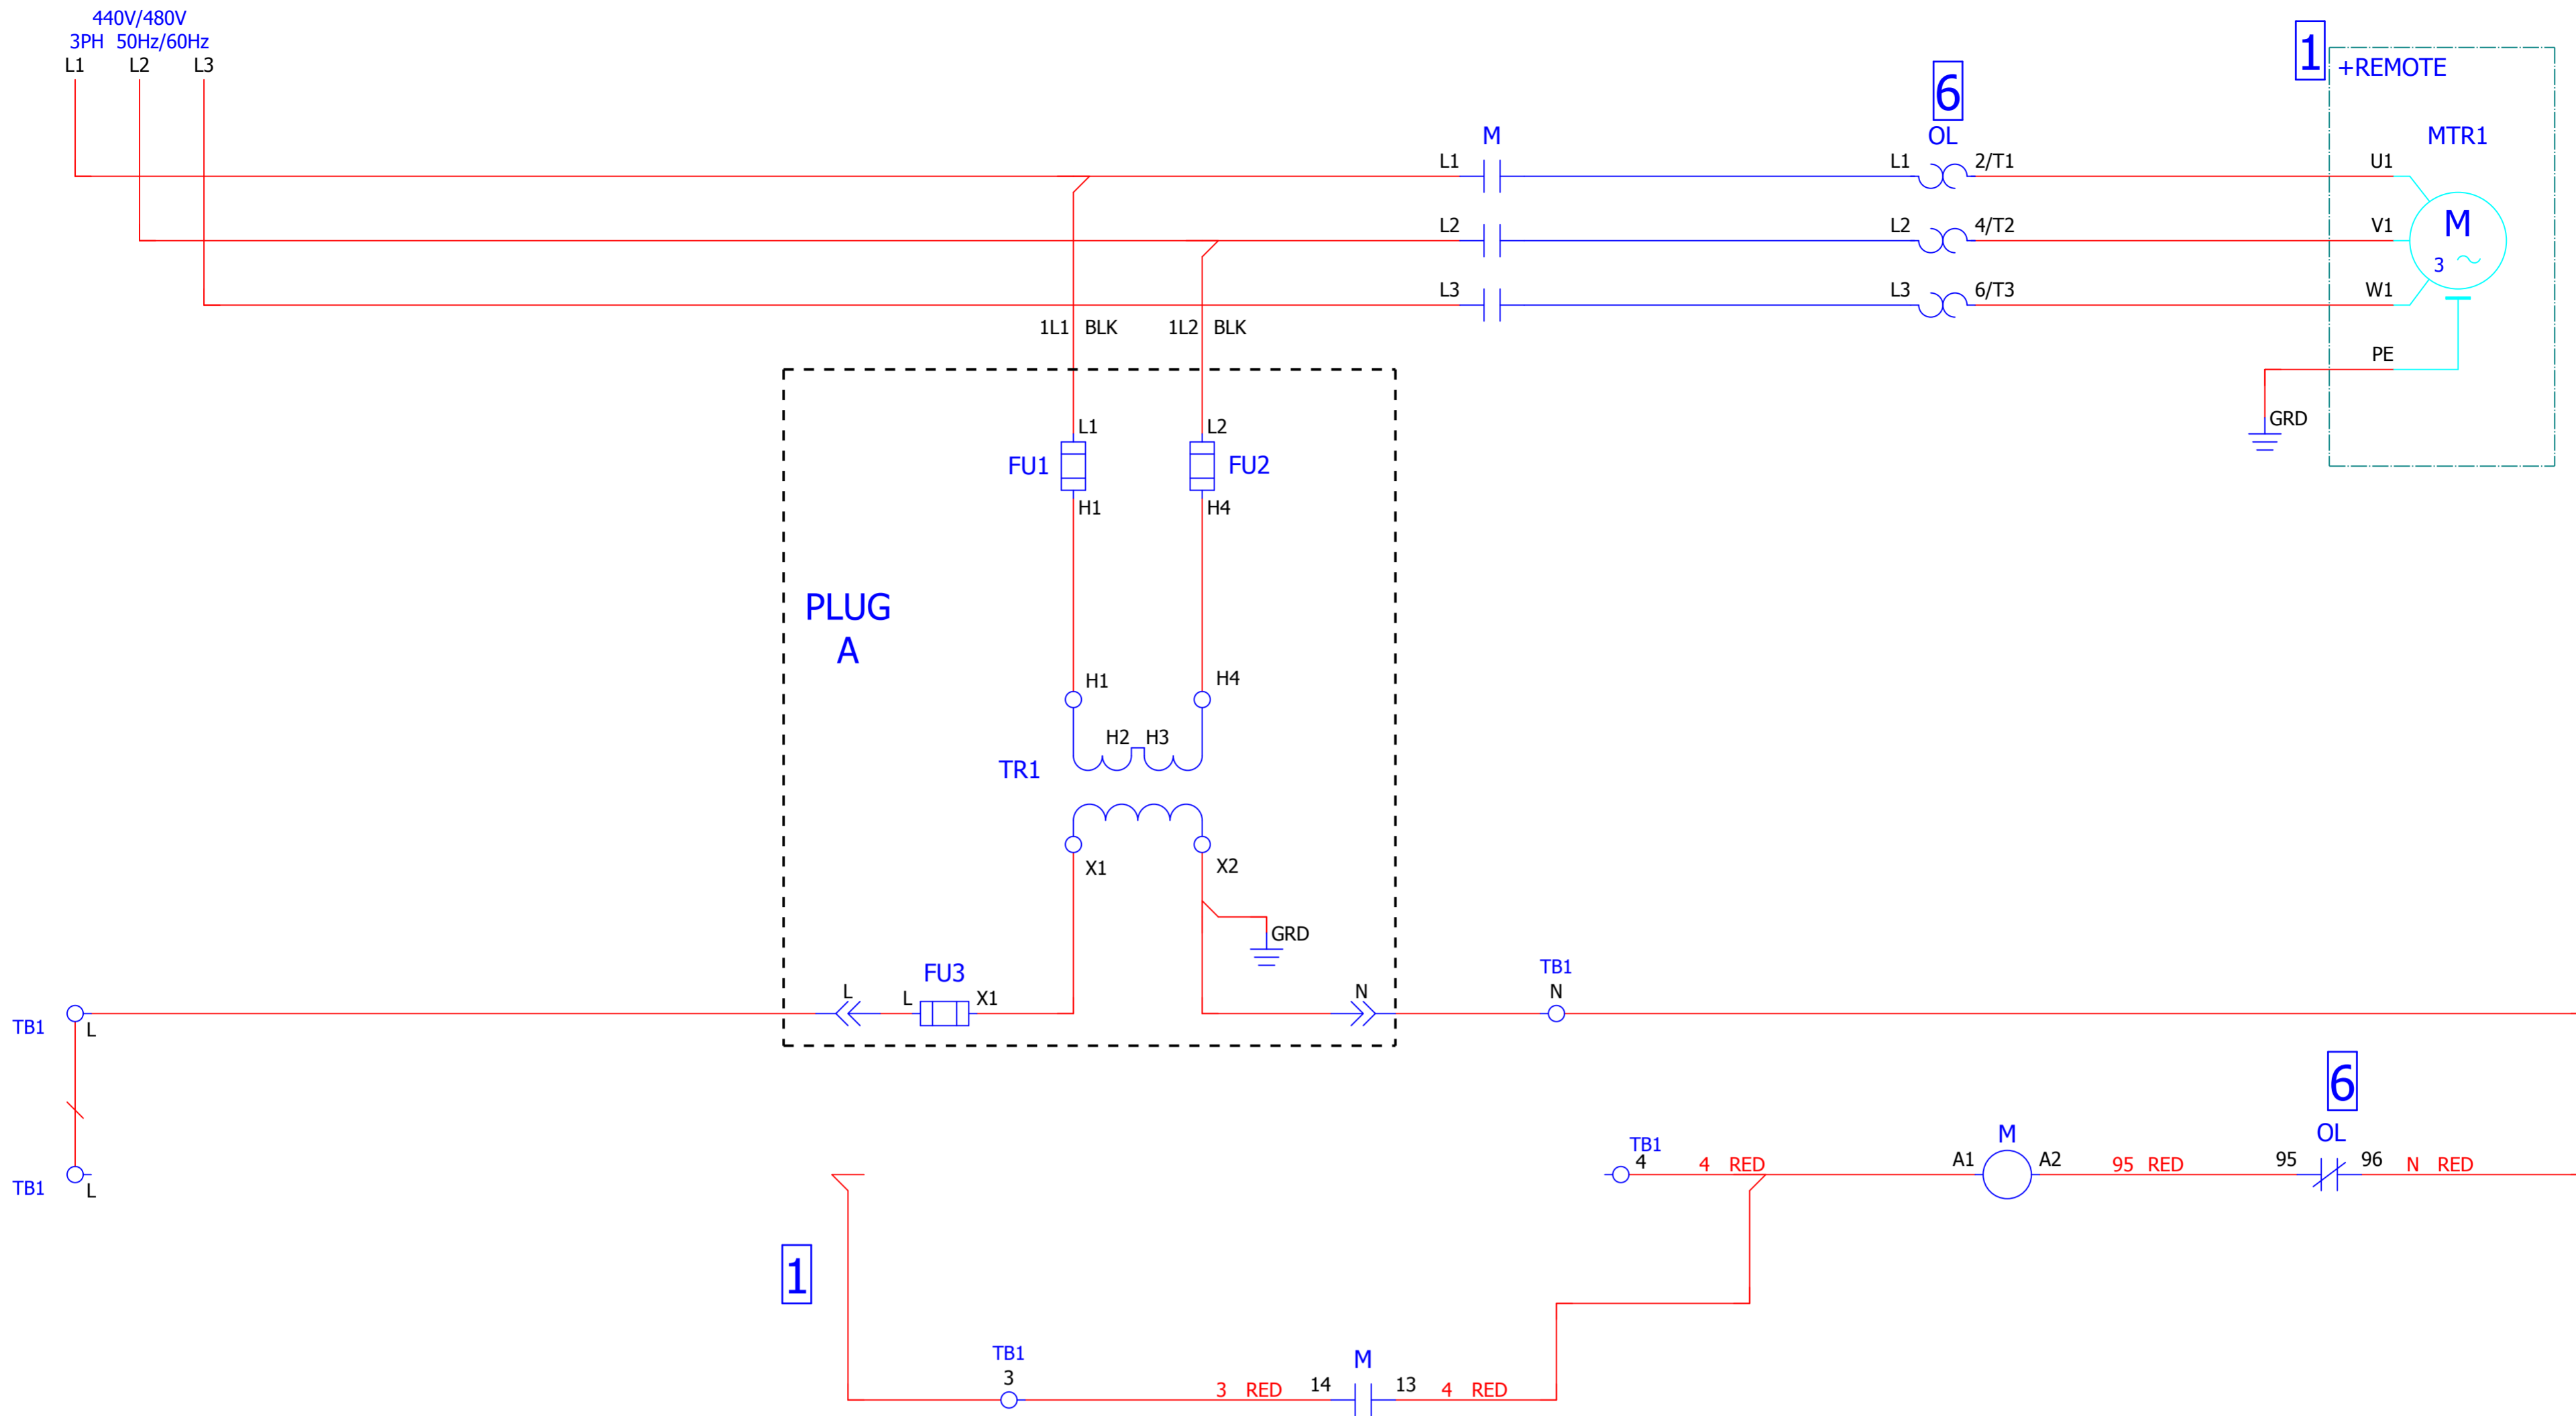 440V/480V
3PH 50Hz/60Hz
L1 L2 L3
1
+REMOTE
6
M OL MTR1
L1 L1 2/T1 U1
L2 L2 4/T2 V1
M
3
L3 L3 6/T3 W1
1L1 BLK 1L2 BLK
PE
GRD
L1 L2
FU1 FU2
H1 H4
PLUG
A
H1 H4
H2 H3
TR1
X1 X2
GRD
FU3
L L X1 N
TB1
N
TB1 L
6
TB1
4 4 RED
M
A1 A2
95 RED
OL
95 96
N RED
TB1 L
1
TB1
3
3 RED
M
14 13
4 RED